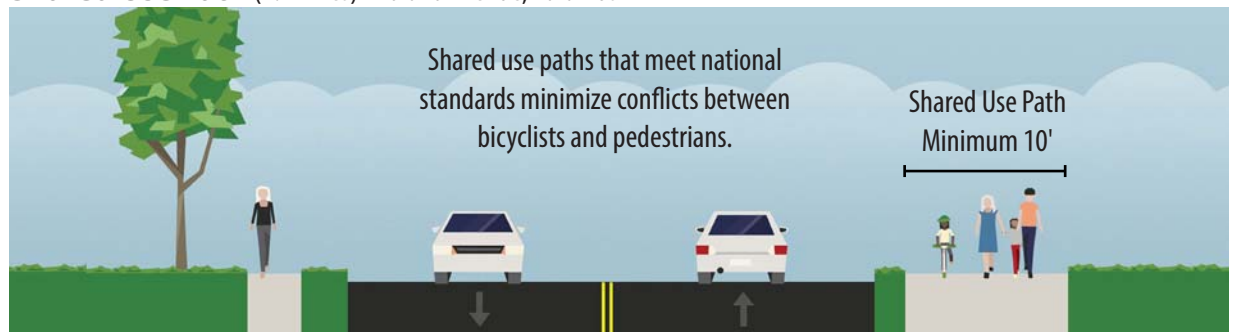 Shared use paths that meet national
standards minimize conflicts between
bicyclists and pedestrians.
Shared Use Path
Minimum 10'